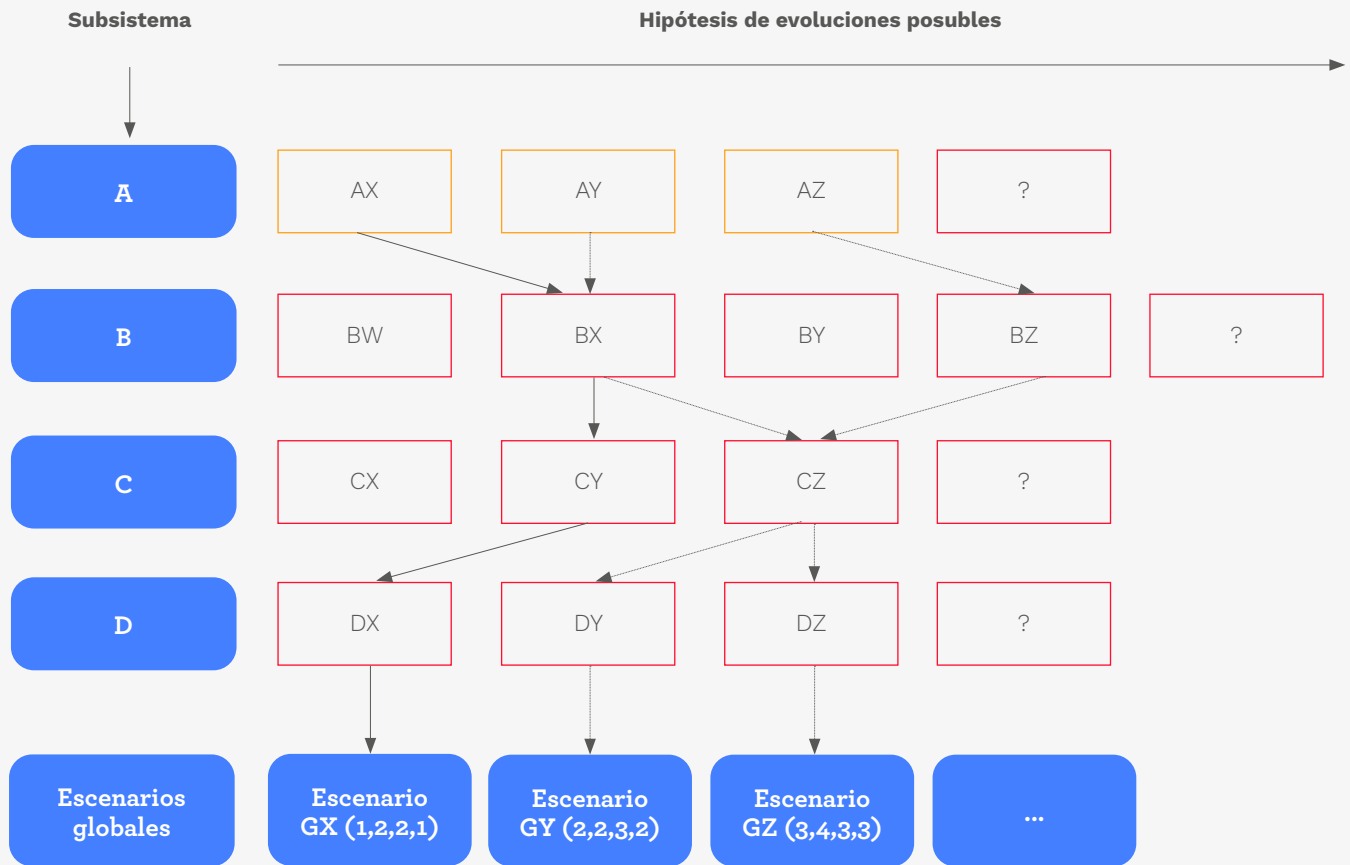 Subsistema
Hipótesis de evoluciones posubles
A
AX
AY
AZ
?
B
BW
BX
BY
BZ
?
C
CX
CY
CZ
?
D
DX
DY
DZ
?
Escenarios
globales
Escenario
GX (1,2,2,1)
Escenario
GY (2,2,3,2)
Escenario
GZ (3,4,3,3)
...